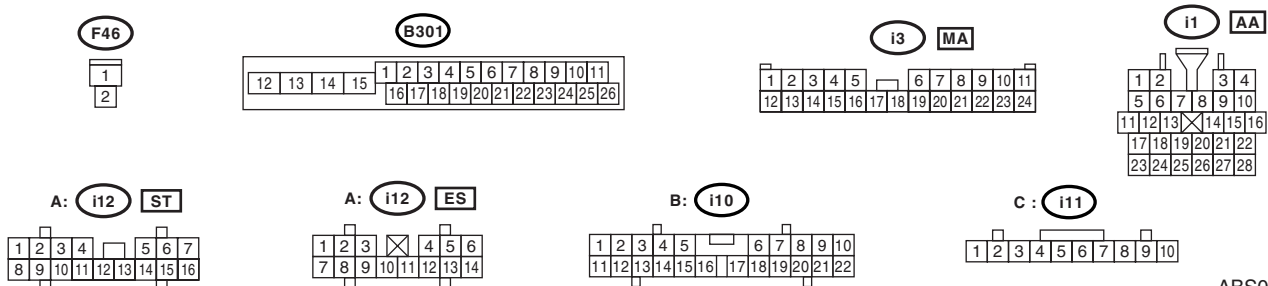 F46
B301
i3 MA
i1 AA
1
2
12 13 14 15 1 2 3 4 5 6 7 8 9 10 11
16 17 18 19 20 21 22 23 24 25 26
1 2 3 4 5 6 7 8 9 10 11
12 13 14 15 16 17 18 19 20 21 22 23 24
1 2 3 4
5 6 7 8 9 10
11 12 13 14 15 16
17 18 19 20 21 22
23 24 25 26 27 28
A: i12 ST
A: i12 ES
B: i10
C : i11
1 2 3 4 5 6 7
8 9 10 11 12 13 14 15 16
1 2 3 4 5 6
7 8 9 10 11 12 13 14
1 2 3 4 5 6 7 8 9 10
11 12 13 14 15 16 17 18 19 20 21 22
1 2 3 4 5 6 7 8 9 10